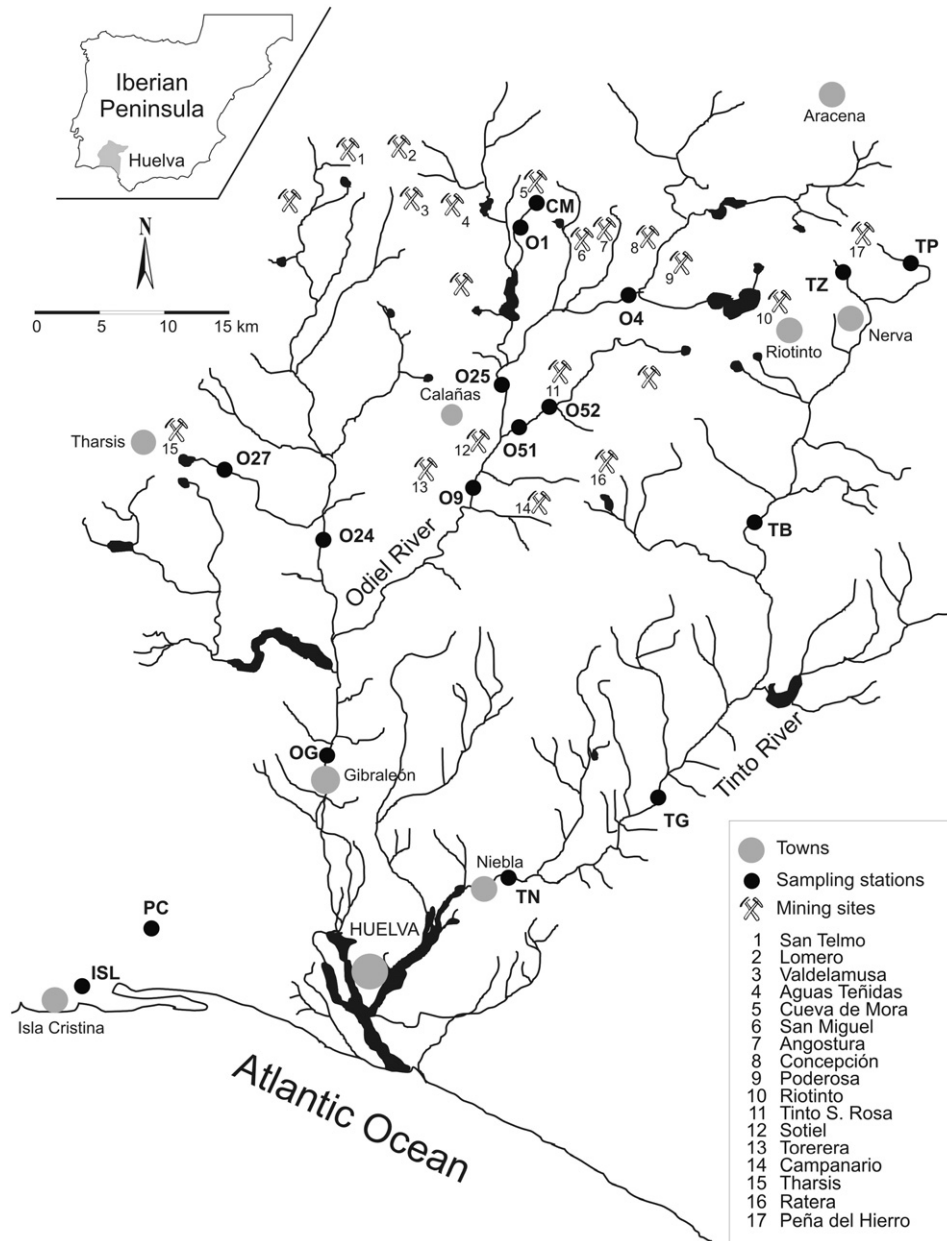 Iberian
Peninsula
Huelva
Aracena
N
0 5 10 15 km
1
2
3
4
5
CM
O1
6
7
8
9
17
TP
TZ
O4
10
Riotinto
Nerva
O25
Calañas
11
O52
O51
Tharsis
15
O27
12
13
O9
14
16
O24
Odiel River
TB
OG
Gibraleón
Tinto River
TG
Niebla
TN
HUELVA
PC
ISL
Isla Cristina
Atlantic Ocean
Towns
Sampling stations
Mining sites
1 San Telmo
2 Lomero
3 Valdelamusa
4 Aguas Teñidas
5 Cueva de Mora
6 San Miguel
7 Angostura
8 Concepción
9 Poderosa
10 Riotinto
11 Tinto S. Rosa
12 Sotiel
13 Torerera
14 Campanario
15 Tharsis
16 Ratera
17 Peña del Hierro